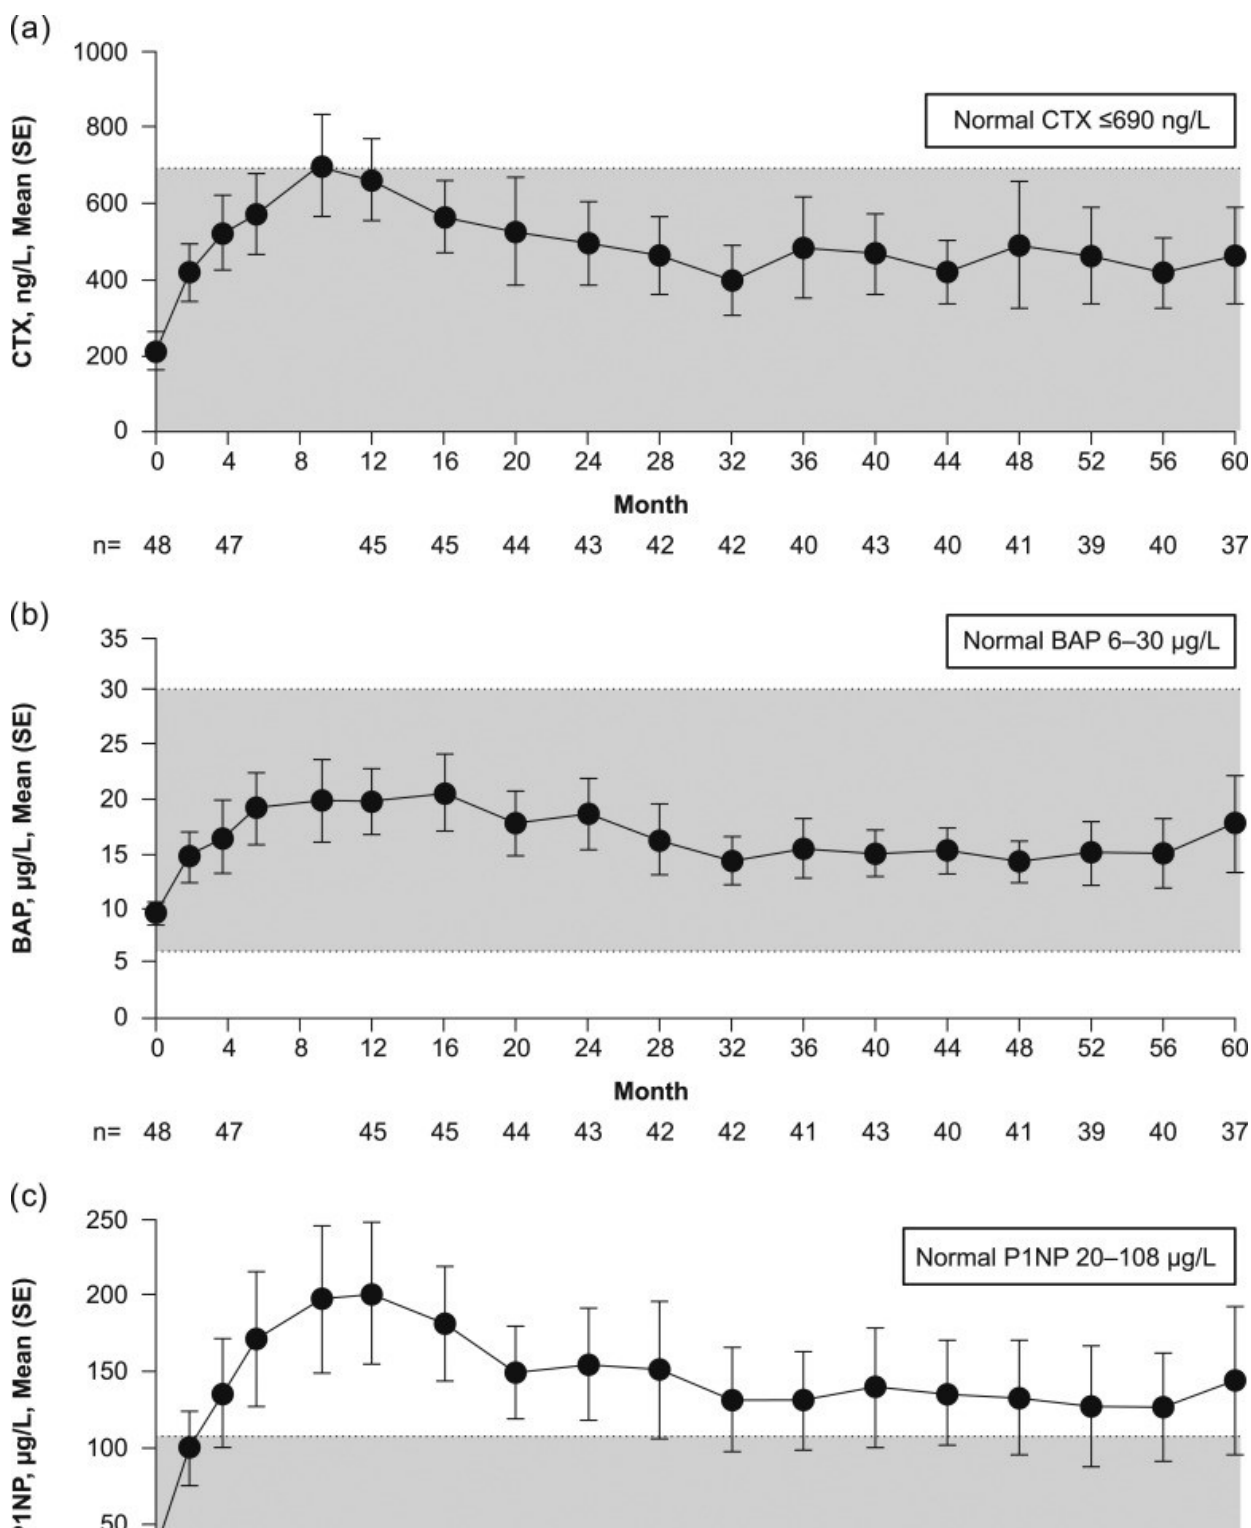 (a)
1000
800
600
400
200
0
CTX, ng/L, Mean (SE)
Normal CTX ≤690 ng/L
0 4 8 12 16 20 24 28 32 36 40 44 48 52 56 60
Month
n= 48 47 45 45 44 43 42 42 40 43 40 41 39 40 37
(b)
35
30
25
20
15
10
5
0
BAP, µg/L, Mean (SE)
Normal BAP 6–30 µg/L
0 4 8 12 16 20 24 28 32 36 40 44 48 52 56 60
Month
n= 48 47 45 45 44 43 42 42 41 43 40 41 39 40 37
(c)
250
200
150
100
50
P1NP, µg/L, Mean (SE)
Normal P1NP 20–108 µg/L